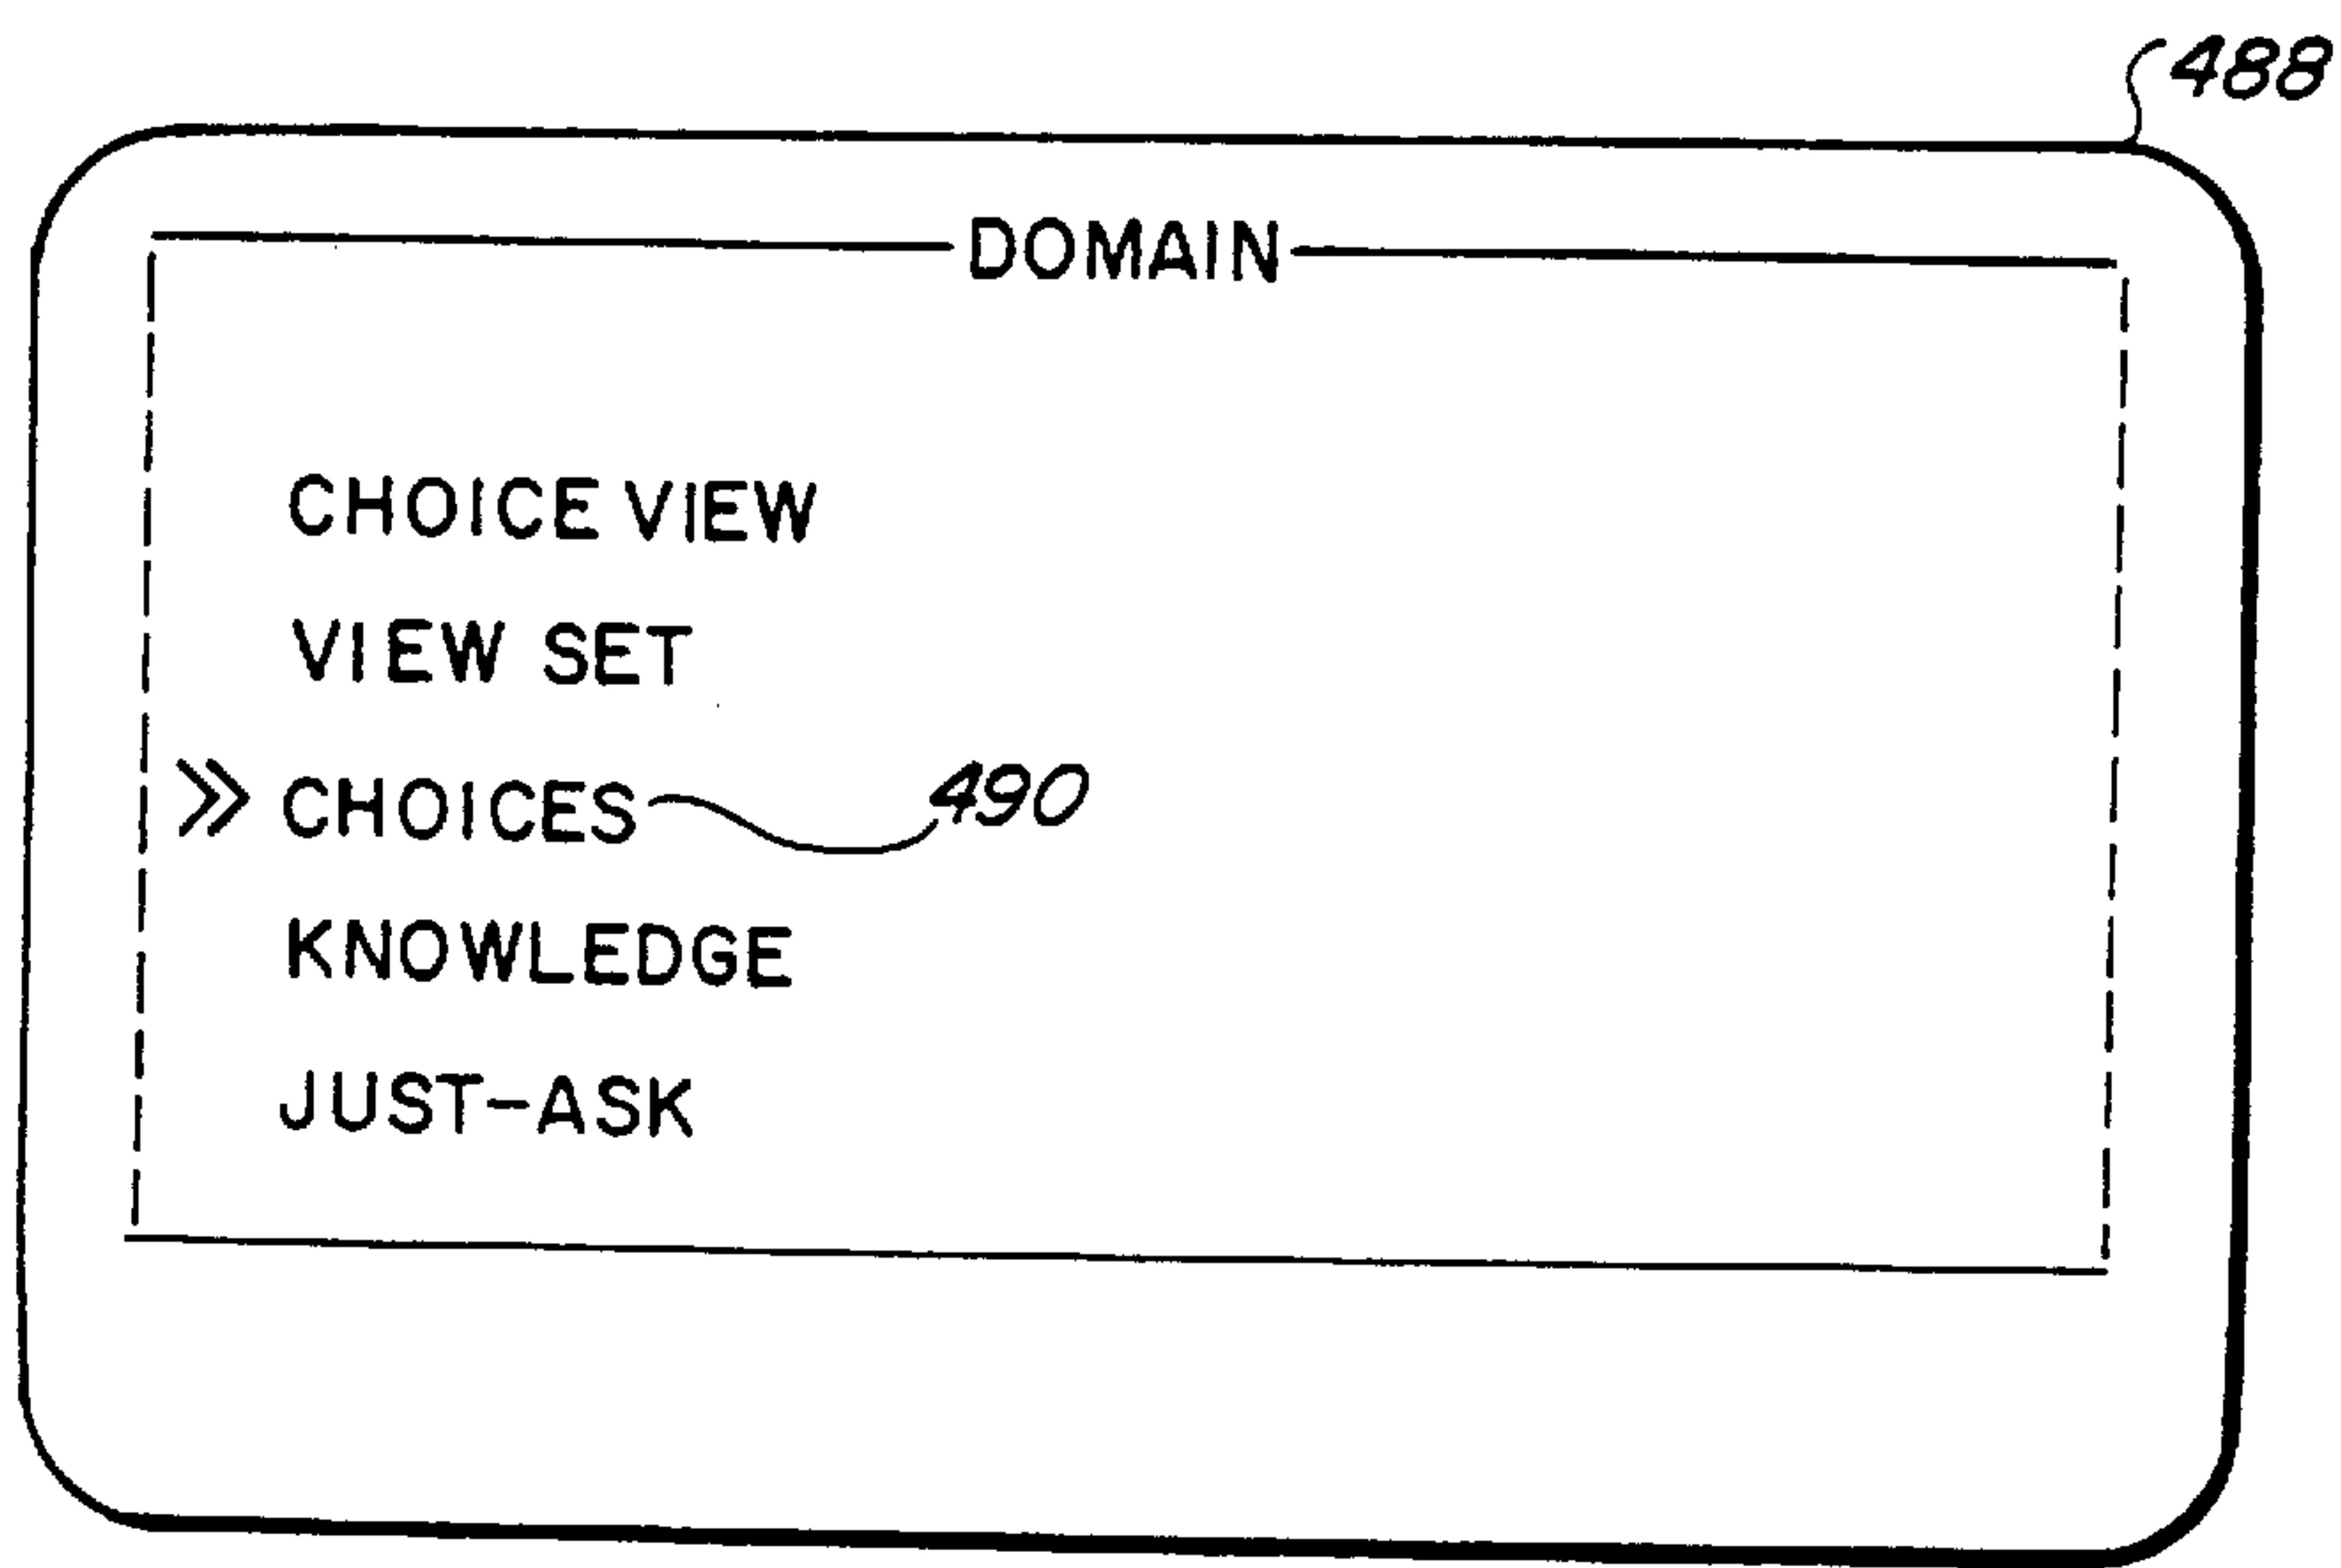 488
DOMAIN
CHOICE VIEW
VIEW SET
» CHOICES 490
KNOWLEDGE
JUST-ASK